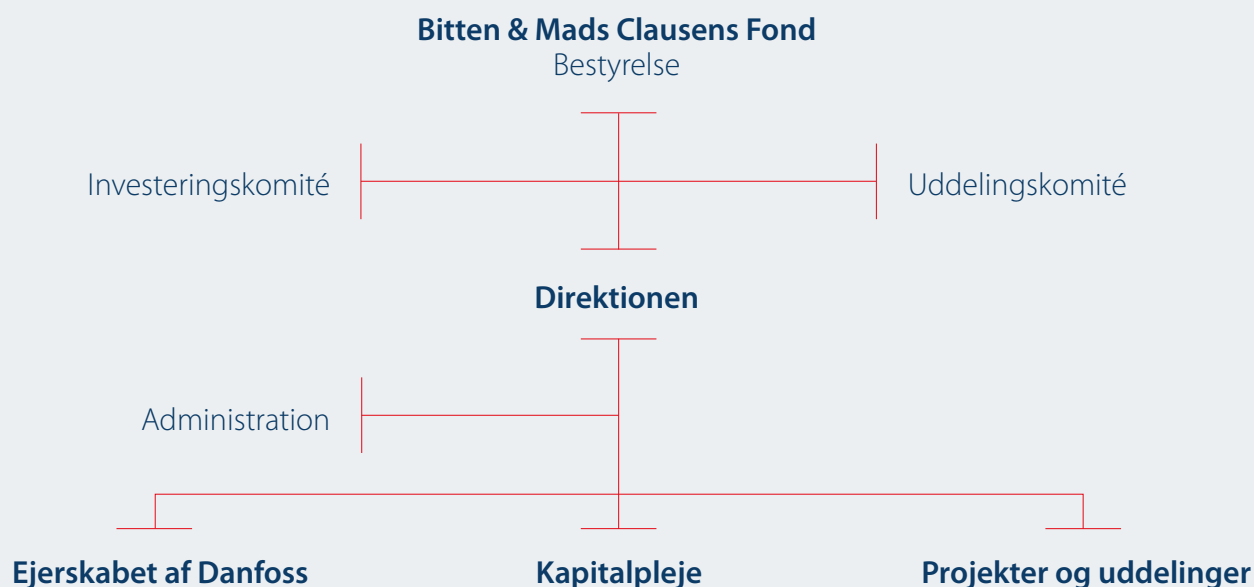 Bitten & Mads Clausens Fond
Bestyrelse
Investeringskomité
Uddelingskomité
Direktionen
Administration
Ejerskabet af Danfoss
Kapitalpleje
Projekter og uddelinger